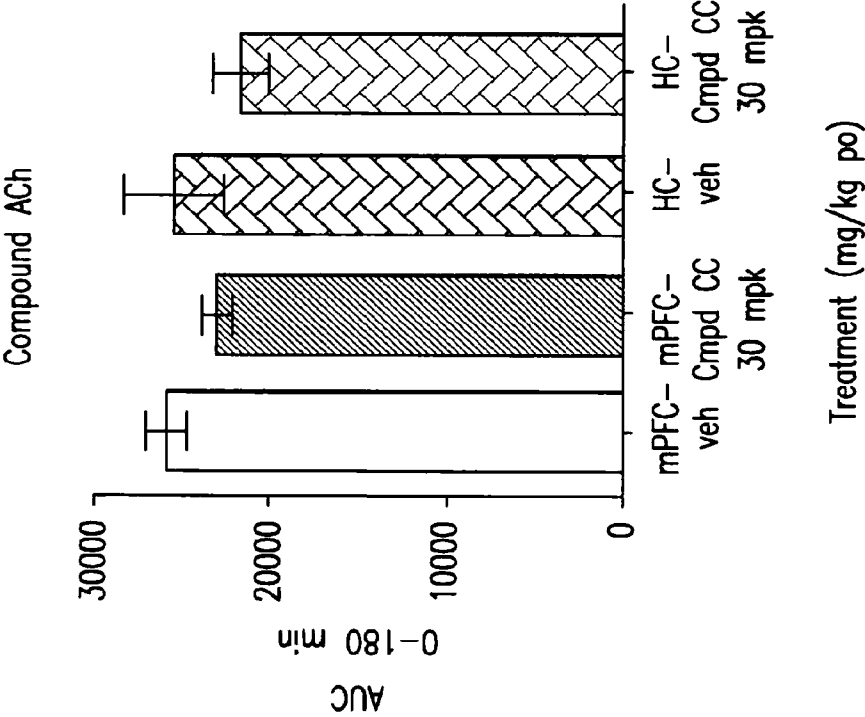 Compound ACh
AUC
0-180 min
30000
20000
10000
0
mPFC-
veh
mPFC-
Cmpd CC
30 mpk
HC-
veh
HC-
Cmpd CC
30 mpk
Treatment (mg/kg po)